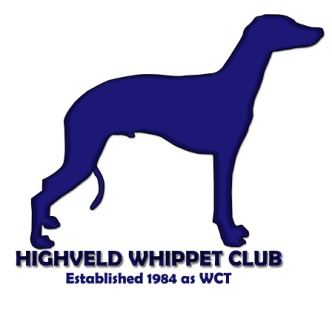 HIGHVELD WHIPPET CLUB
Established 1984 as WCT